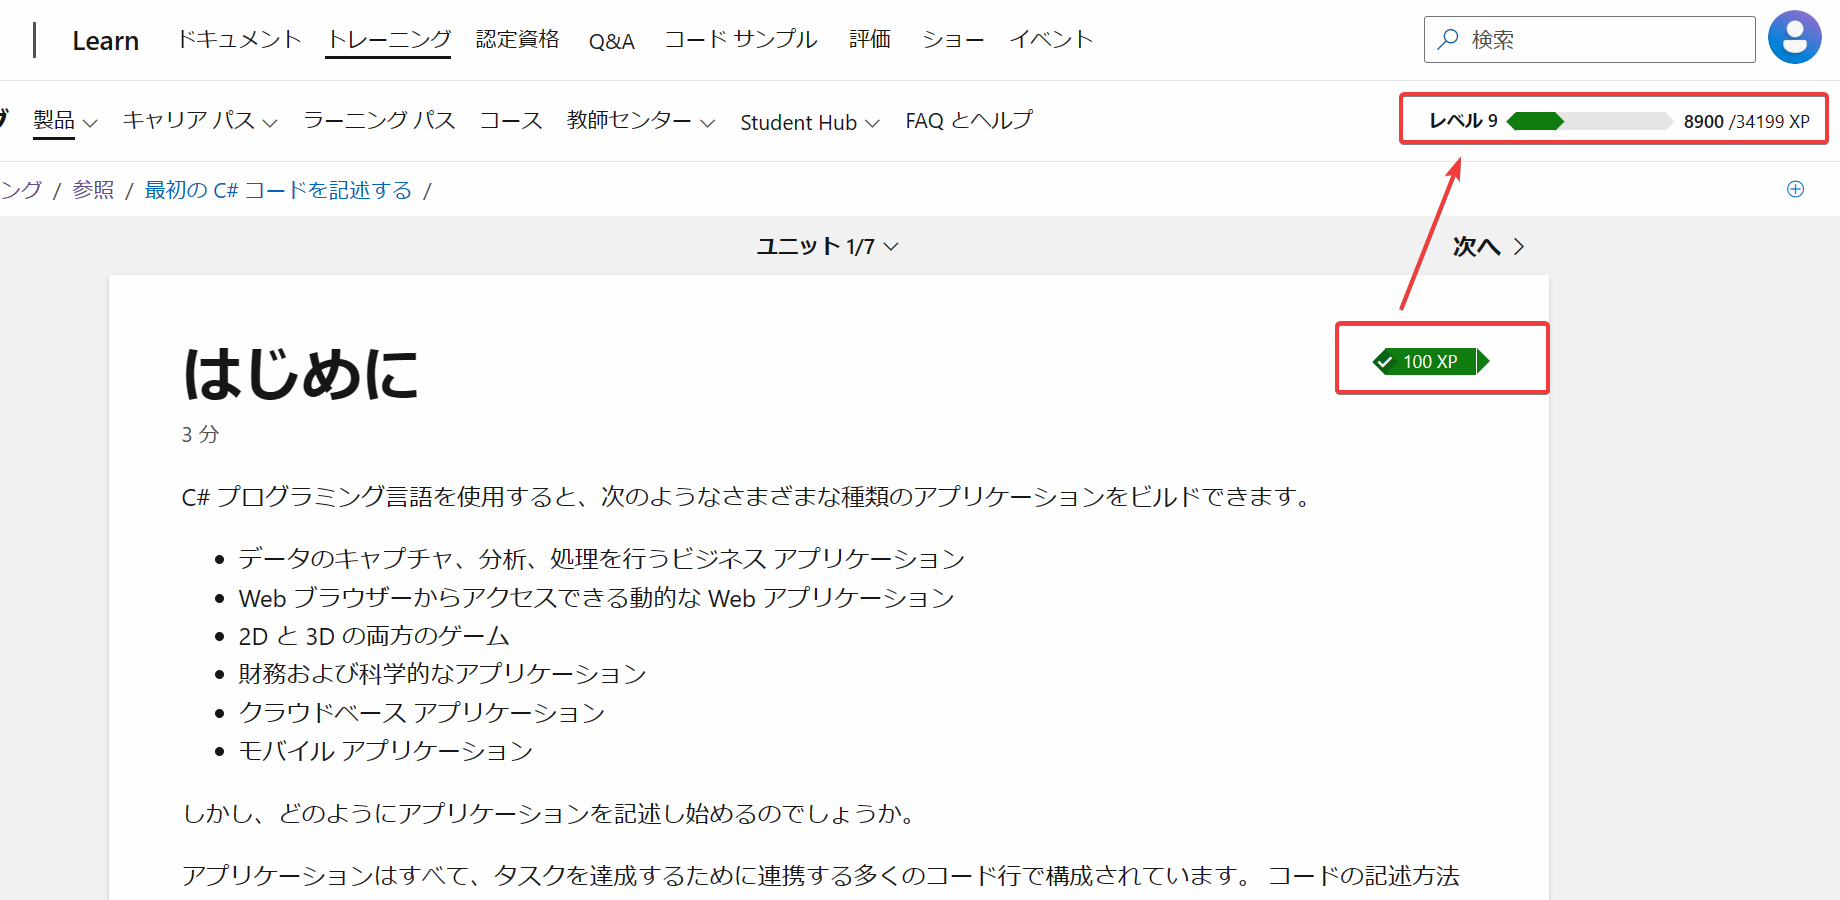 Learn ドキュメント トレーニング 認定資格 Q&A コード サンプル 評価 ショー イベント 検索
製品 キャリア パス ラーニング パス コース 教師センター Student Hub FAQ とヘルプ レベル 9 8900 /34199 XP
ング / 参照 / 最初の C# コードを記述する /
ユニット 1/7 次へ
はじめに
100 XP
3 分
C# プログラミング言語を使用すると、次のようなさまざまな種類のアプリケーションをビルドできます。
データのキャプチャ、分析、処理を行うビジネス アプリケーション
Web ブラウザーからアクセスできる動的な Web アプリケーション
2D と 3D の両方のゲーム
財務および科学的なアプリケーション
クラウドベース アプリケーション
モバイル アプリケーション
しかし、どのようにアプリケーションを記述し始めるのでしょうか。
アプリケーションはすべて、タスクを達成するために連携する多くのコード行で構成されています。 コードの記述方法